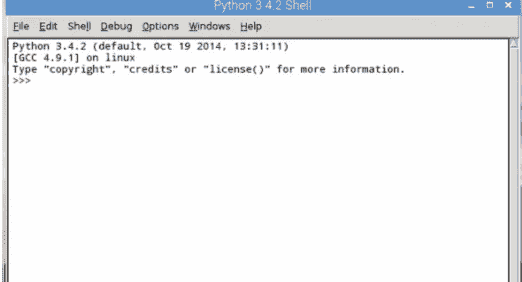 Python 3.4.2 Shell
File Edit Shell Debug Options Windows Help
Python 3.4.2 (default, Oct 19 2014, 13:31:11)
[GCC 4.9.1] on linux
Type "copyright", "credits" or "license()" for more information.
>>>